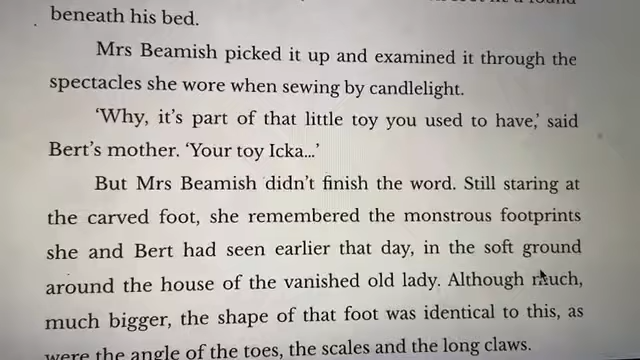 beneath his bed.
Mrs Beamish picked it up and examined it through the
spectacles she wore when sewing by candlelight.
‘Why, it’s part of that little toy you used to have,’ said
Bert’s mother. ‘Your toy Icka…’
But Mrs Beamish didn’t finish the word. Still staring at
the carved foot, she remembered the monstrous footprints
she and Bert had seen earlier that day, in the soft ground
around the house of the vanished old lady. Although much,
much bigger, the shape of that foot was identical to this, as
were the angle of the toes, the scales and the long claws.